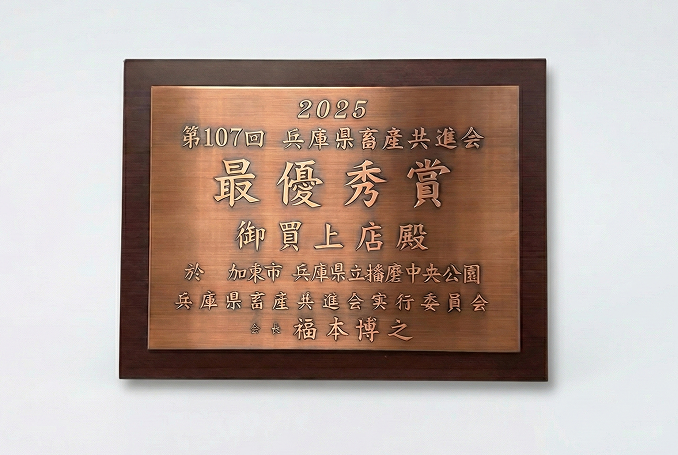 2025
第107回 兵庫県畜産共進会
最優秀賞
御買上店殿
於 加東市 兵庫県立播磨中央公園
兵庫県畜産共進会実行委員会
会長 福本博之